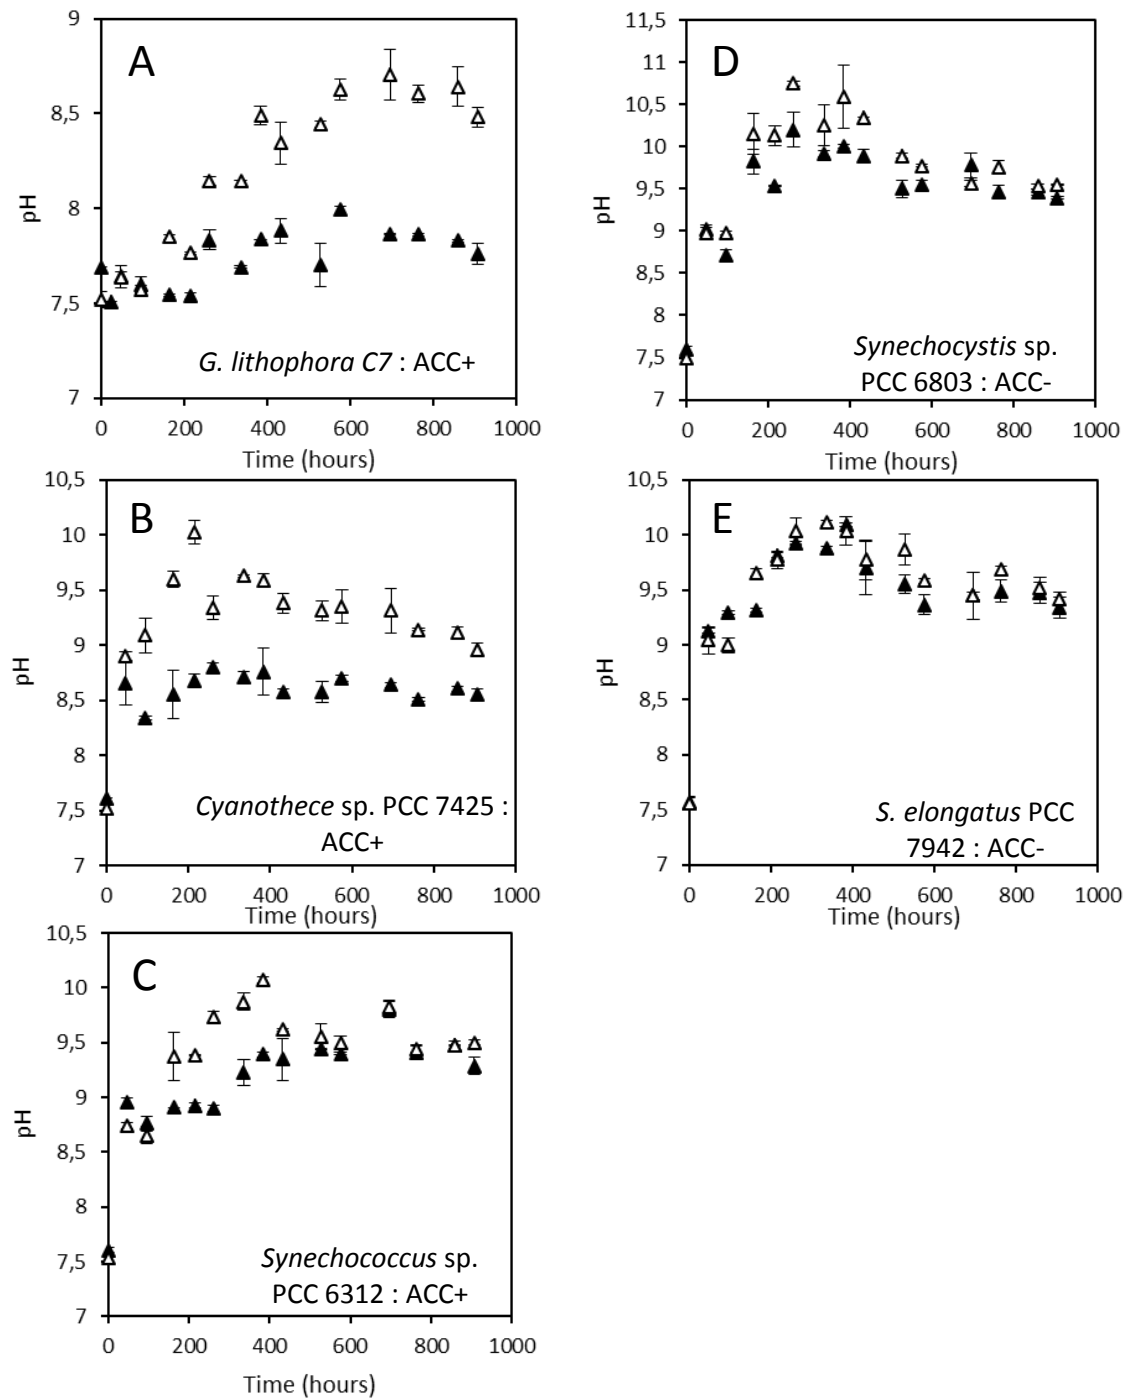 A
9
8,5
8
7,5
7
pH
G. lithophora C7 : ACC+
0 200 400 600 800 1000
Time (hours)
B
10,5
10
9,5
9
8,5
8
7,5
7
pH
Cyanothece sp. PCC 7425 :
ACC+
0 200 400 600 800 1000
Time (hours)
C
10,5
10
9,5
9
8,5
8
7,5
7
pH
Synechococcus sp.
PCC 6312 : ACC+
0 200 400 600 800 1000
Time (hours)
D
11,5
11
10,5
10
9,5
9
8,5
8
7,5
7
pH
Synechocystis sp.
PCC 6803 : ACC-
0 200 400 600 800 1000
Time (hours)
E
10,5
10
9,5
9
8,5
8
7,5
7
pH
S. elongatus PCC
7942 : ACC-
0 200 400 600 800 1000
Time (hours)